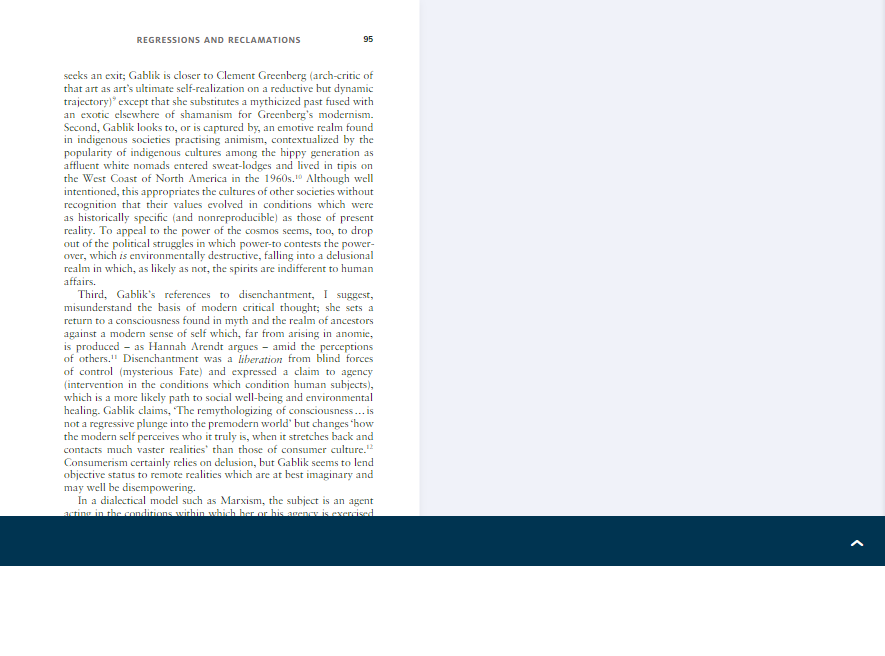 REGRESSIONS AND RECLAMATIONS 95
seeks an exit; Gablik is closer to Clement Greenberg (arch-critic of
that art as art's ultimate self-realization on a reductive but dynamic
trajectory)⁹ except that she substitutes a mythicized past fused with
an exotic elsewhere of shamanism for Greenberg's modernism.
Second, Gablik looks to, or is captured by, an emotive realm found
in indigenous societies practising animism, contextualized by the
popularity of indigenous cultures among the hippy generation as
affluent white nomads entered sweat-lodges and lived in tipis on
the West Coast of North America in the 1960s.¹⁰ Although well
intentioned, this appropriates the cultures of other societies without
recognition that their values evolved in conditions which were
as historically specific (and nonreproducible) as those of present
reality. To appeal to the power of the cosmos seems, too, to drop
out of the political struggles in which power-to contests the power-
over, which is environmentally destructive, falling into a delusional
realm in which, as likely as not, the spirits are indifferent to human
affairs.
Third, Gablik's references to disenchantment, I suggest,
misunderstand the basis of modern critical thought; she sets a
return to a consciousness found in myth and the realm of ancestors
against a modern sense of self which, far from arising in anomie,
is produced – as Hannah Arendt argues – amid the perceptions
of others.¹¹ Disenchantment was a liberation from blind forces
of control (mysterious Fate) and expressed a claim to agency
(intervention in the conditions which condition human subjects),
which is a more likely path to social well-being and environmental
healing. Gablik claims, 'The remythologizing of consciousness … is
not a regressive plunge into the premodern world' but changes 'how
the modern self perceives who it truly is, when it stretches back and
contacts much vaster realities' than those of consumer culture.¹²
Consumerism certainly relies on delusion, but Gablik seems to lend
objective status to remote realities which are at best imaginary and
may well be disempowering.
In a dialectical model such as Marxism, the subject is an agent
acting in the conditions within which her or his agency is exercised